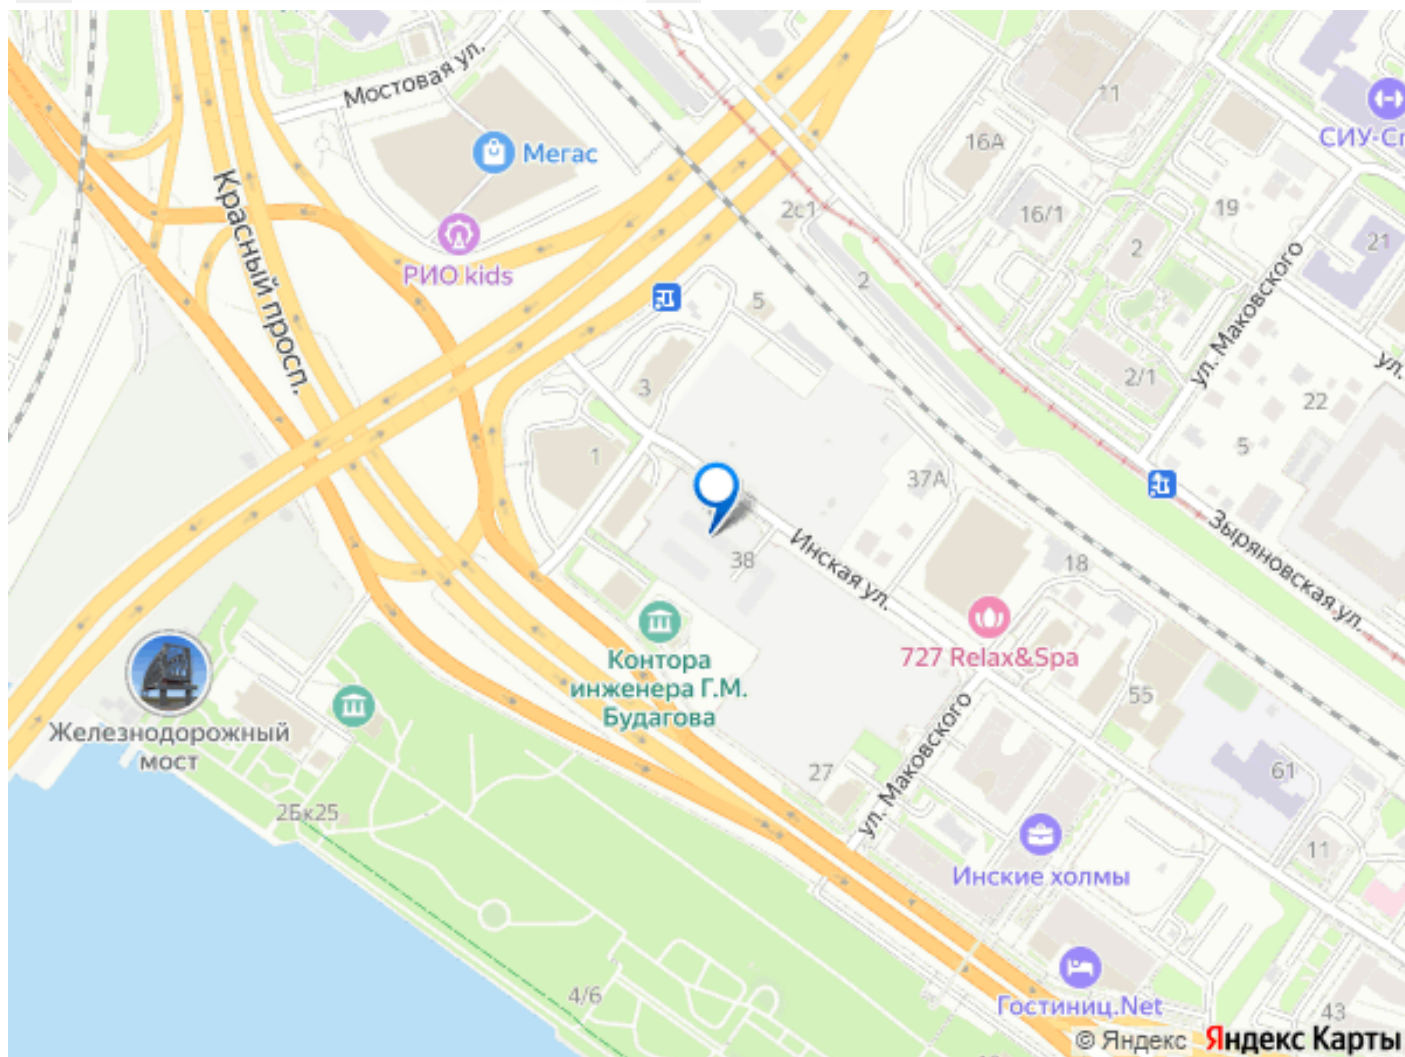 Мостовая ул.
11
СИУ-Сп
Мегас
16А
Красный просп.
2с1
16/1
19
2
21
РИО kids
5
2
ул. Маковского
ул.
3
2/1
22
1
5
37А
Инская ул.
Зыряновская ул.
38
18
727 Relax&Spa
Контора
инженера Г.М.
Будагова
Железнодорожный
мост
55
ул. Маковского
27
61
2Бк25
11
Инские холмы
4/6
Гостиниц.Net
43
© Яндекс Яндекс Карты